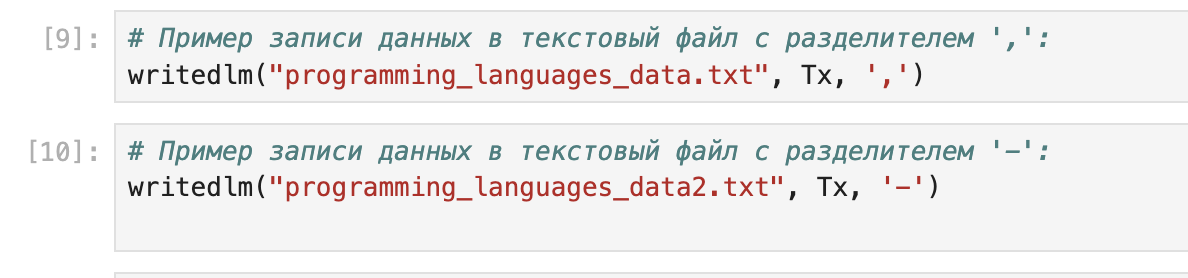 [9]: # Пример записи данных в текстовый файл с разделителем ',':
writedlm("programming_languages_data.txt", Tx, ',')
[10]: # Пример записи данных в текстовый файл с разделителем '-':
writedlm("programming_languages_data2.txt", Tx, '-')